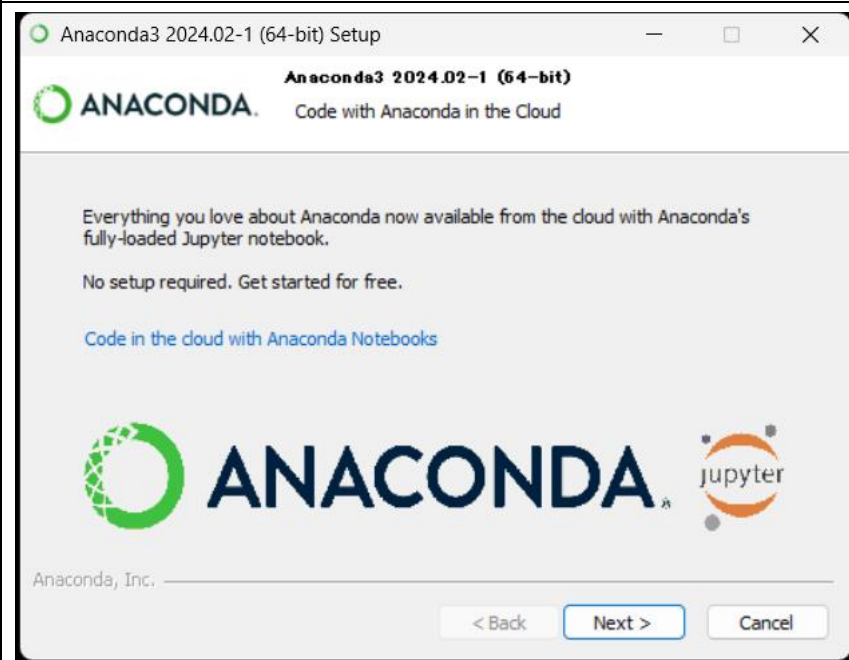 Anaconda3 2024.02-1 (64-bit) Setup
Anaconda3 2024.02-1 (64-bit)
ANACONDA.
Code with Anaconda in the Cloud
Everything you love about Anaconda now available from the cloud with Anaconda's
fully-loaded Jupyter notebook.
No setup required. Get started for free.
Code in the cloud with Anaconda Notebooks
ANACONDA.
jupyter
Anaconda, Inc.
< Back
Next >
Cancel